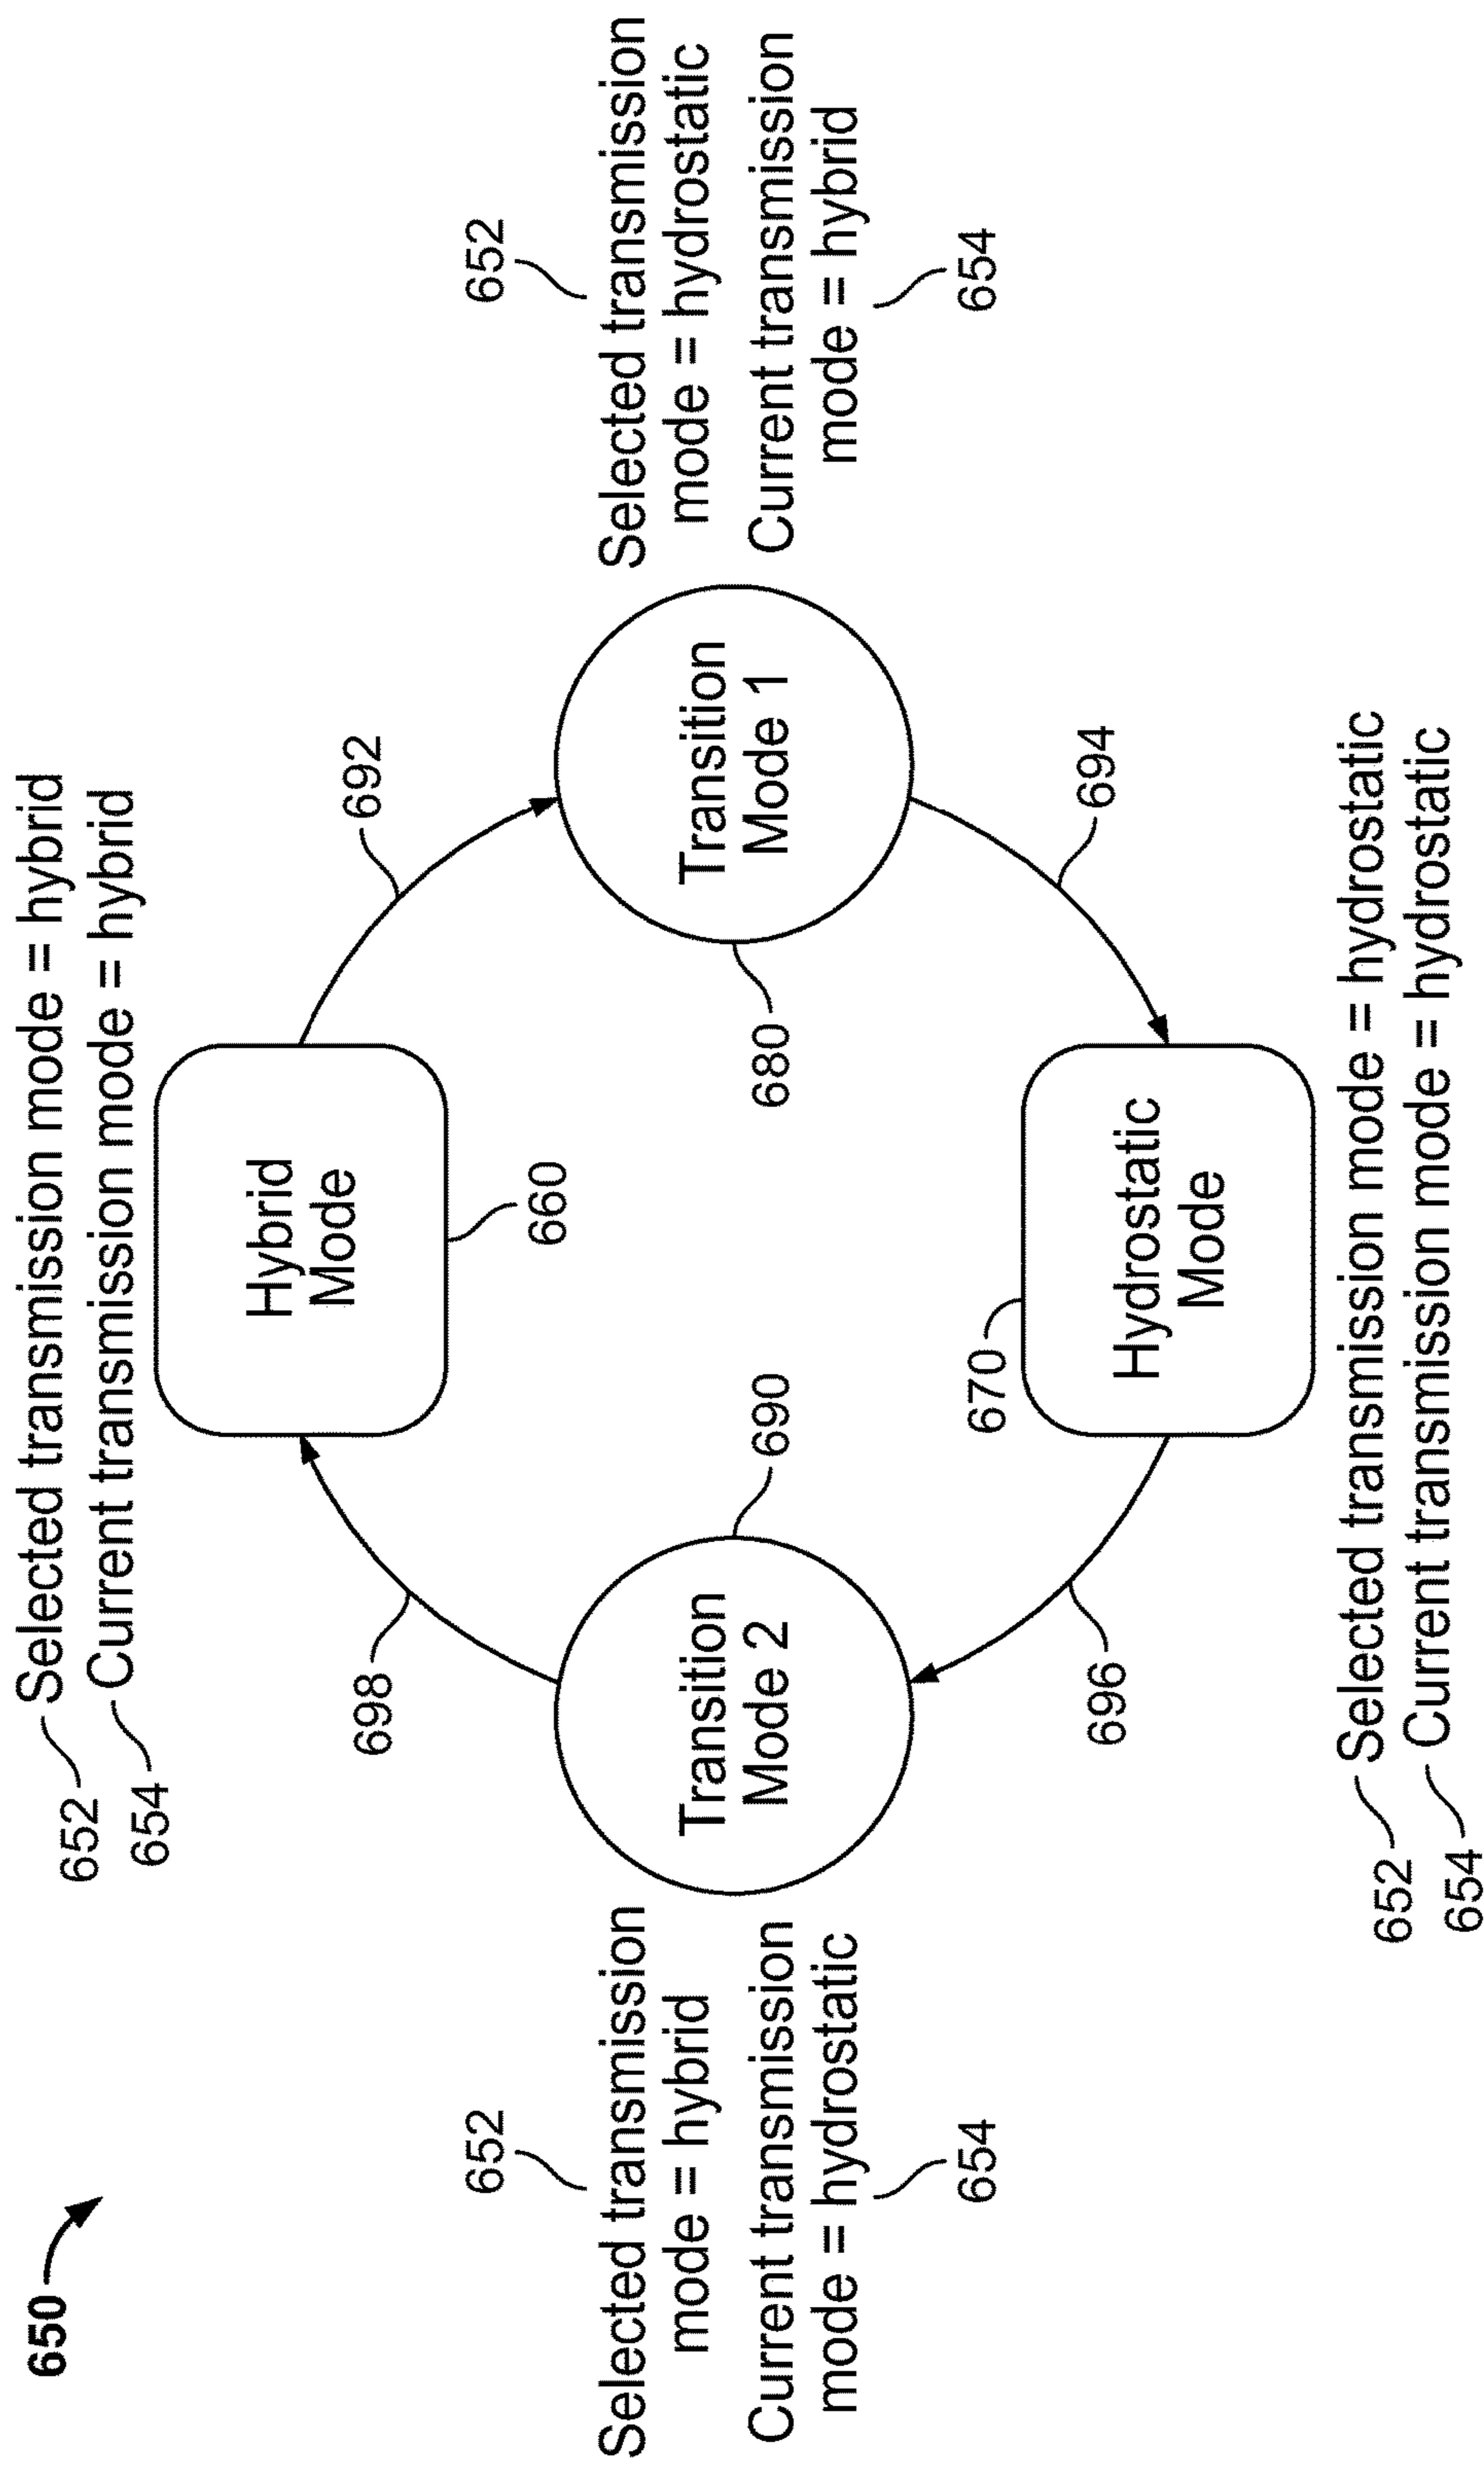 650
652 Selected transmission mode = hybrid
654 Current transmission mode = hybrid
Hybrid
Mode
660
698
692
652
Selected transmission
mode = hybrid
Current transmission
mode = hydrostatic
654
Transition
Mode 2
690
Transition
Mode 1
680
652
Selected transmission
mode = hydrostatic
Current transmission
mode = hybrid
654
696
694
670
Hydrostatic
Mode
652 Selected transmission mode = hydrostatic
654 Current transmission mode = hydrostatic